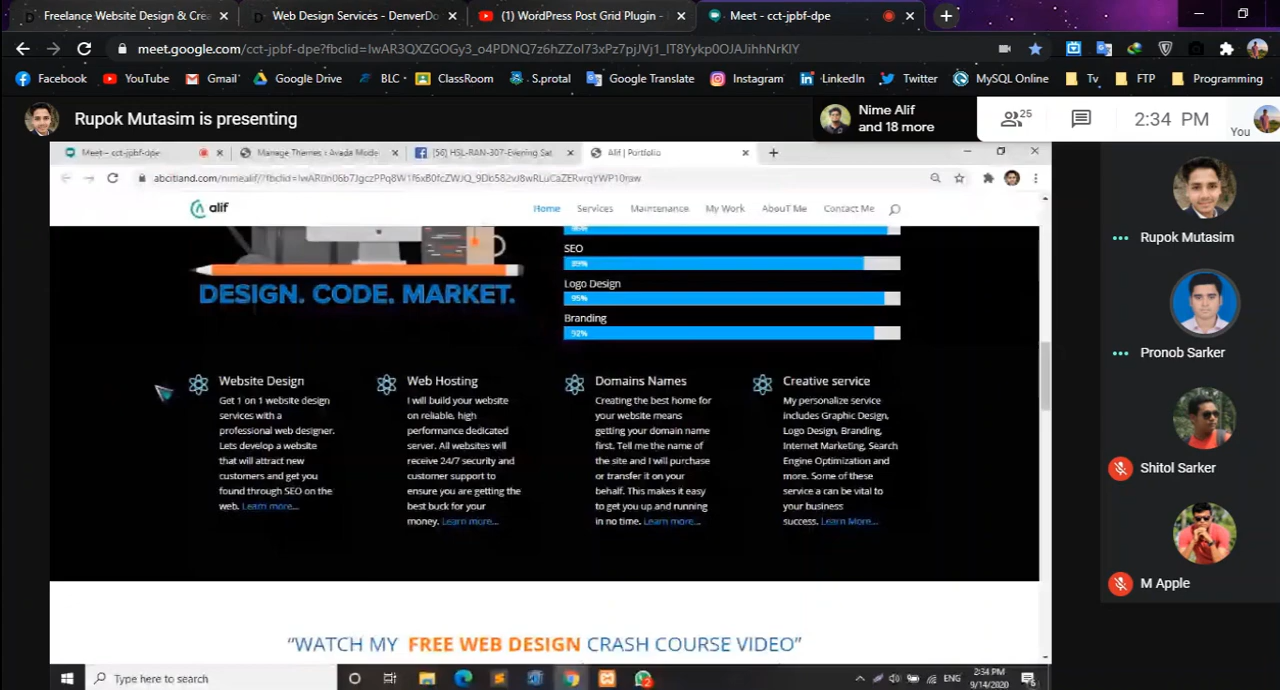 Freelance Website Design & Cre
Web Design Services - DenverDo
(1) WordPress Post Grid Plugin -
Meet - cct-jpbf-dpe
Facebook
YouTube
Gmail
Google Drive
BLC
ClassRoom
S.protal
Google Translate
Instagram
LinkedIn
Twitter
MySQL Online
Tv
FTP
Programming
Rupok Mutasim is presenting
Nime Alif
and 18 more
25
2:34 PM
You
Meet - cct-jpbf-dpe
Manage Themes ‹ Avada Mode
[56] HSL-RAN-307-Evening Sat
Alif | Portfolio
alif
Home
Services
Maintenance
My Work
AbouT Me
Contact Me
SEO
89%
Logo Design
95%
Branding
92%
DESIGN. CODE. MARKET.
Website Design
Get 1 on 1 website design
services with a
professional web designer.
Lets develop a website
that will attract new
customers and get you
found through SEO on the
web. Learn more...
Web Hosting
I will build your website
on reliable, high
performance dedicated
server. All websites will
receive 24/7 security and
customer support to
ensure you are getting the
best buck for your
money. Learn more...
Domains Names
Creating the best home for
your website means
getting your domain name
first. Tell me the name of
the site and I will purchase
or transfer it on your
behalf. This makes it easy
to get you up and running
in no time. Learn more...
Creative service
My personalize service
includes Graphic Design,
Logo Design, Branding,
Internet Marketing, Search
Engine Optimization and
more. Some of these
service a can be vital to
your business
success. Learn More...
"WATCH MY FREE WEB DESIGN CRASH COURSE VIDEO"
Rupok Mutasim
Pronob Sarker
Shitol Sarker
M Apple
Type here to search
ENG
2:34 PM
9/14/2020